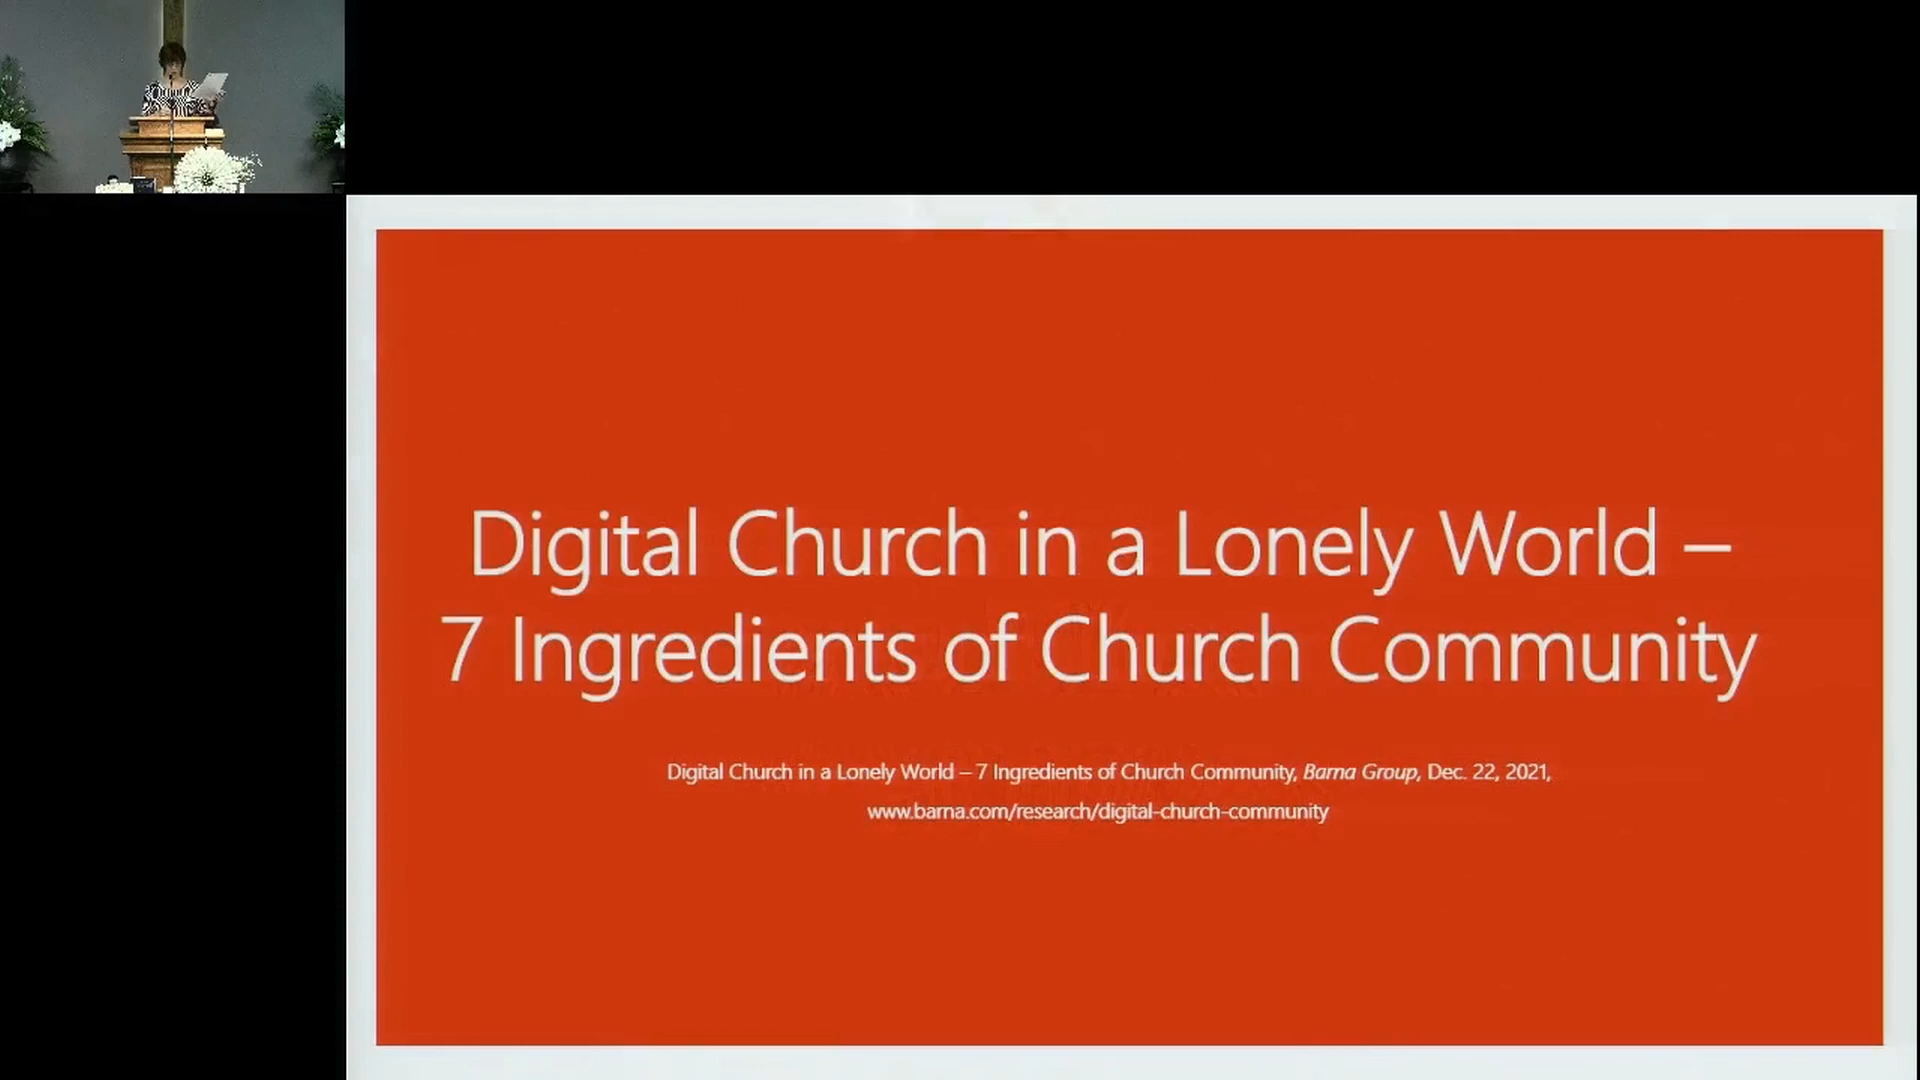 Digital Church in a Lonely World –
7 Ingredients of Church Community
Digital Church in a Lonely World – 7 Ingredients of Church Community, Barna Group, Dec. 22, 2021,
www.barna.com/research/digital-church-community